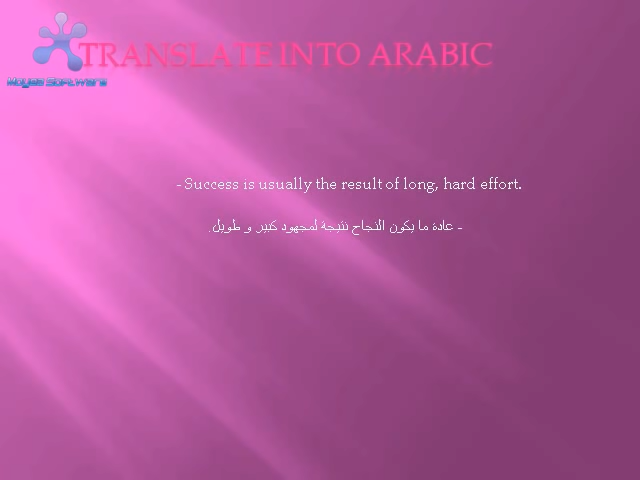 TRANSLATE INTO ARABIC
- Success is usually the result of long, hard effort.
- عادة ما يكون النجاح نتيجة لمجهود كبير و طويل.